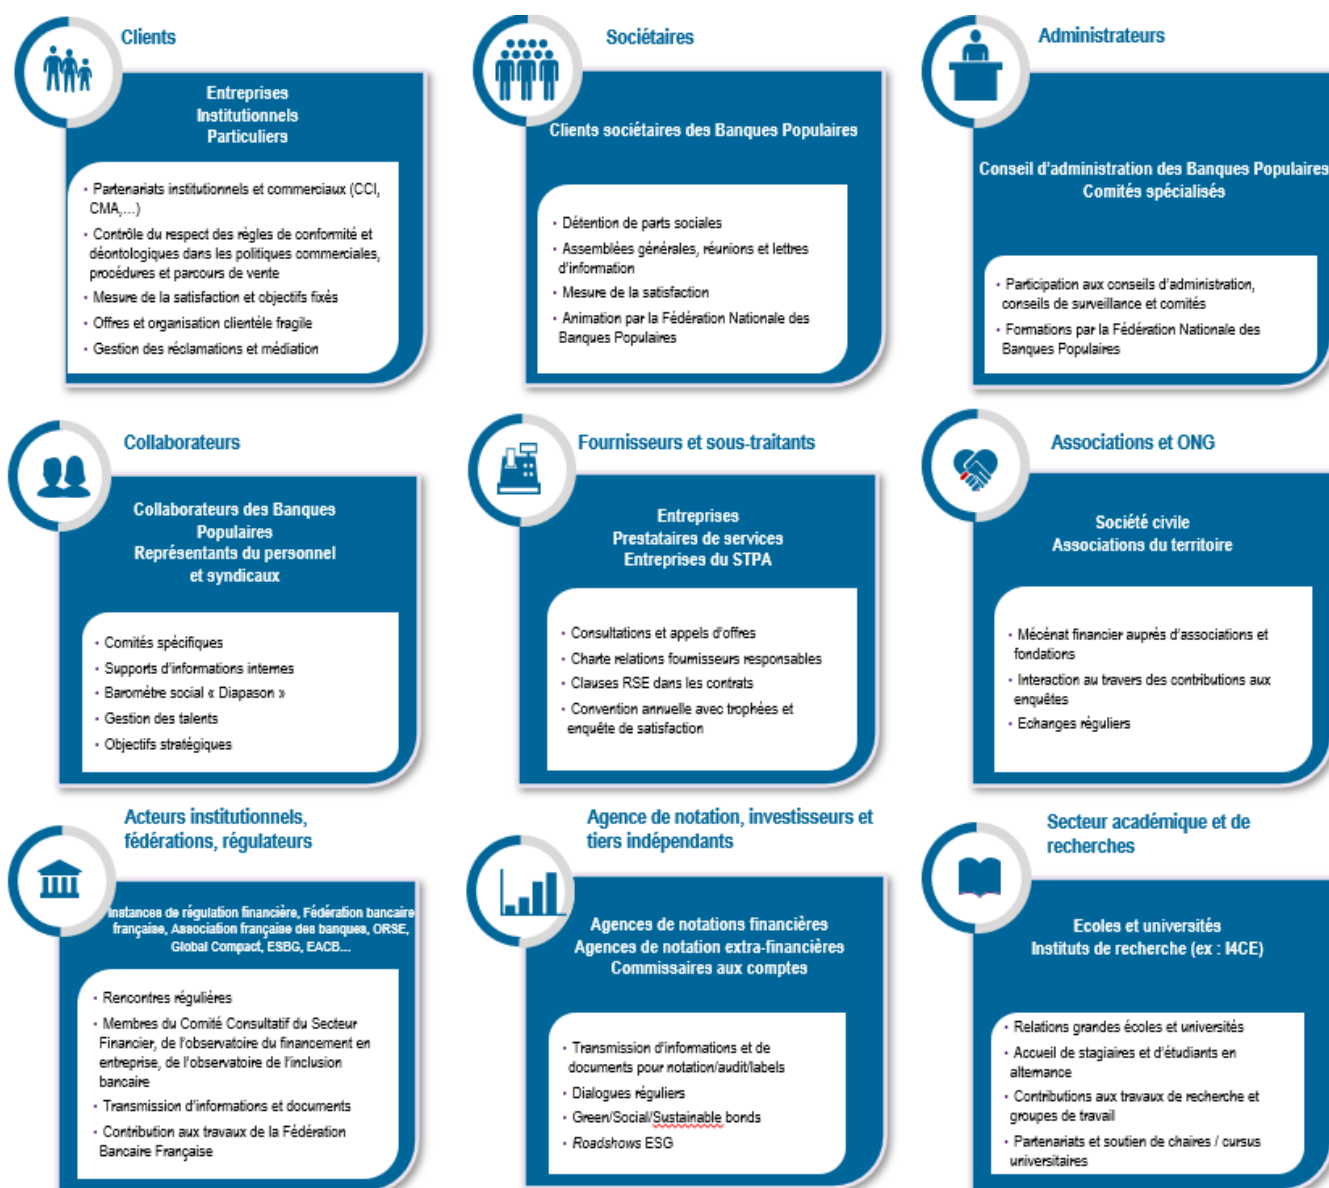 Clients
Entreprises
Institutionnels
Particuliers
• Partenariats institutionnels et commerciaux (CCI,
CMA,…)
• Contrôle du respect des règles de conformité et
déontologiques dans les politiques commerciales,
procédures et parcours de vente
• Mesure de la satisfaction et objectifs fixés
• Offres et organisation clientèle fragile
• Gestion des réclamations et médiation
Sociétaires
Clients sociétaires des Banques Populaires
• Détention de parts sociales
• Assemblées générales, réunions et lettres
d'information
• Mesure de la satisfaction
• Animation par la Fédération Nationale des
Banques Populaires
Administrateurs
Conseil d'administration des Banques Populaires
Comités spécialisés
• Participation aux conseils d'administration,
conseils de surveillance et comités
• Formations par la Fédération Nationale des
Banques Populaires
Collaborateurs
Collaborateurs des Banques
Populaires
Représentants du personnel
et syndicaux
• Comités spécifiques
• Supports d'informations internes
• Baromètre social « Diapason »
• Gestion des talents
• Objectifs stratégiques
Fournisseurs et sous-traitants
Entreprises
Prestataires de services
Entreprises du STPA
• Consultations et appels d'offres
• Charte relations fournisseurs responsables
• Clauses RSE dans les contrats
• Convention annuelle avec trophées et
enquête de satisfaction
Associations et ONG
Société civile
Associations du territoire
• Mécénat financier auprès d'associations et
fondations
• Interaction au travers des contributions aux
enquêtes
• Echanges réguliers
Acteurs institutionnels,
fédérations, régulateurs
Instances de régulation financière, Fédération bancaire
française, Association française des banques, ORSE,
Global Compact, ESBG, EACB…
• Rencontres régulières
• Membres du Comité Consultatif du Secteur
Financier, de l'observatoire du financement en
entreprise, de l'observatoire de l'inclusion
bancaire
• Transmission d'informations et documents
• Contribution aux travaux de la Fédération
Bancaire Française
Agence de notation, investisseurs et
tiers indépendants
Agences de notations financières
Agences de notation extra-financières
Commissaires aux comptes
• Transmission d'informations et de
documents pour notation/audit/labels
• Dialogues réguliers
• Green/Social/Sustainable bonds
• Roadshows ESG
Secteur académique et de
recherches
Ecoles et universités
Instituts de recherche (ex : I4CE)
• Relations grandes écoles et universités
• Accueil de stagiaires et d'étudiants en
alternance
• Contributions aux travaux de recherche et
groupes de travail
• Partenariats et soutien de chaires / cursus
universitaires